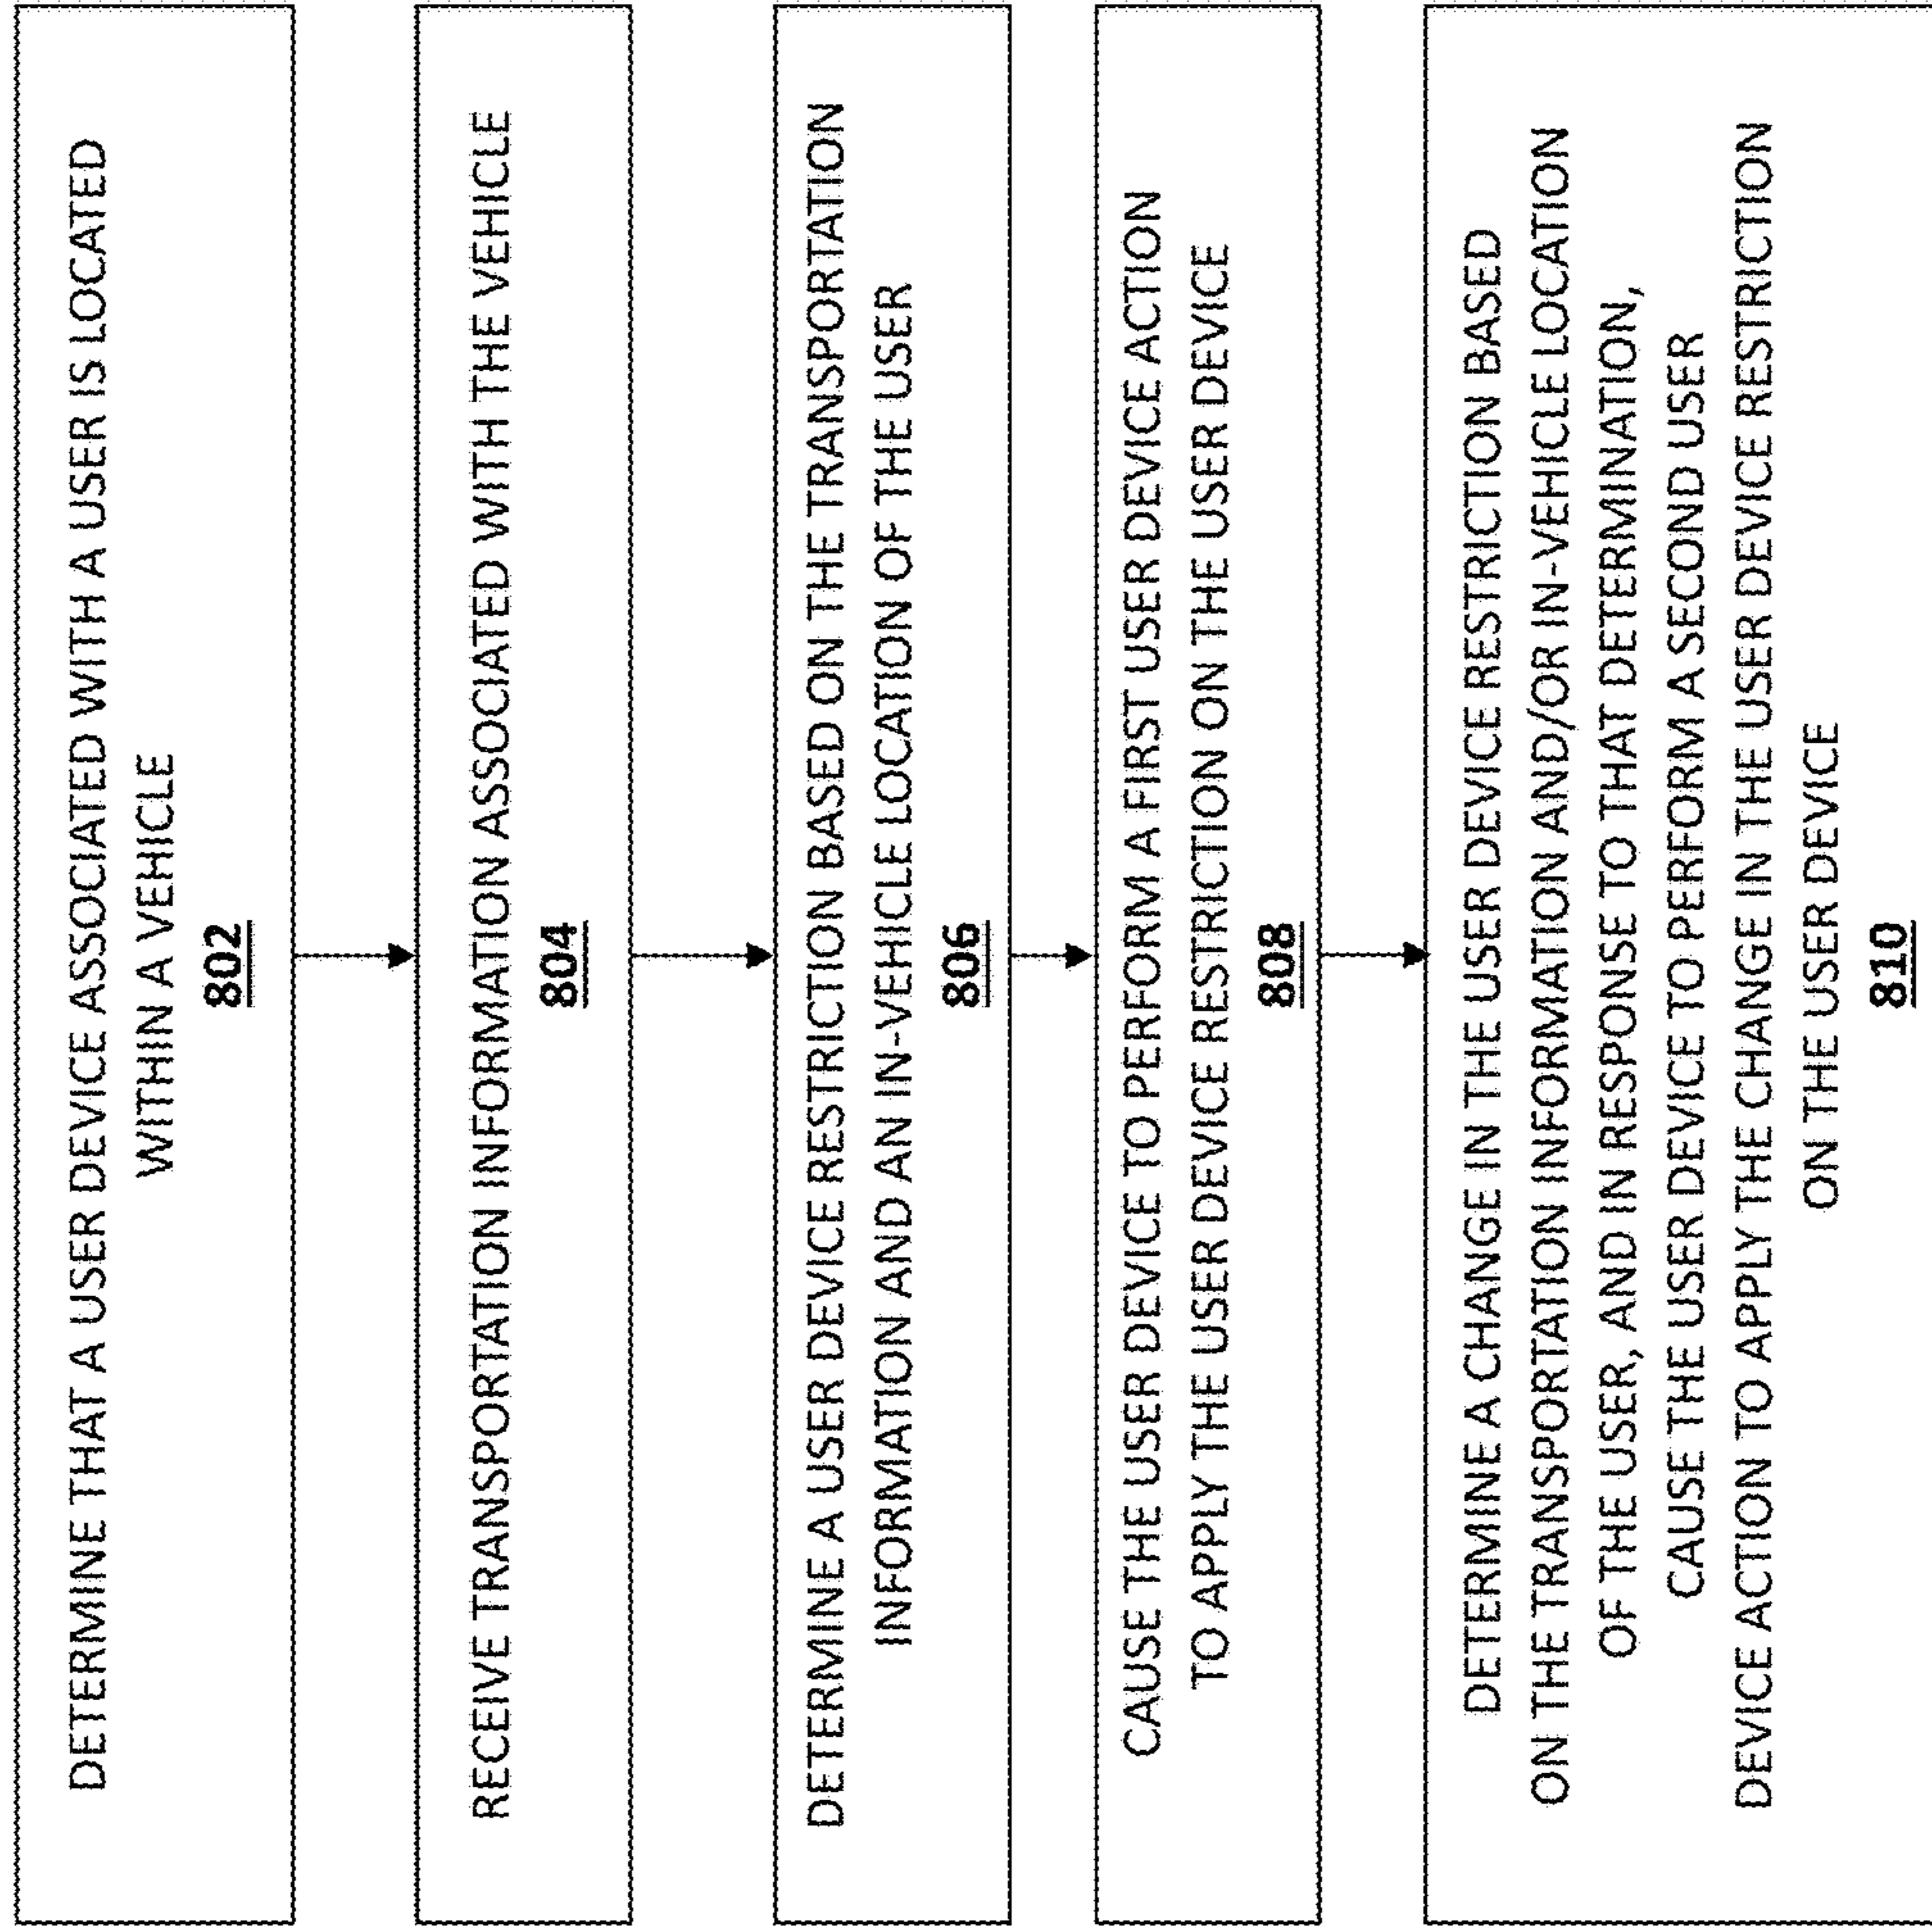 DETERMINE THAT A USER DEVICE ASSOCIATED WITH A USER IS LOCATED
WITHIN A VEHICLE
802
RECEIVE TRANSPORTATION INFORMATION ASSOCIATED WITH THE VEHICLE
804
DETERMINE A USER DEVICE RESTRICTION BASED ON THE TRANSPORTATION
INFORMATION AND AN IN-VEHICLE LOCATION OF THE USER
806
CAUSE THE USER DEVICE TO PERFORM A FIRST USER DEVICE ACTION
TO APPLY THE USER DEVICE RESTRICTION ON THE USER DEVICE
808
DETERMINE A CHANGE IN THE USER DEVICE RESTRICTION BASED
ON THE TRANSPORTATION INFORMATION AND/OR IN-VEHICLE LOCATION
OF THE USER, AND IN RESPONSE TO THAT DETERMINATION,
CAUSE THE USER DEVICE TO PERFORM A SECOND USER
DEVICE ACTION TO APPLY THE CHANGE IN THE USER DEVICE RESTRICTION
ON THE USER DEVICE
810